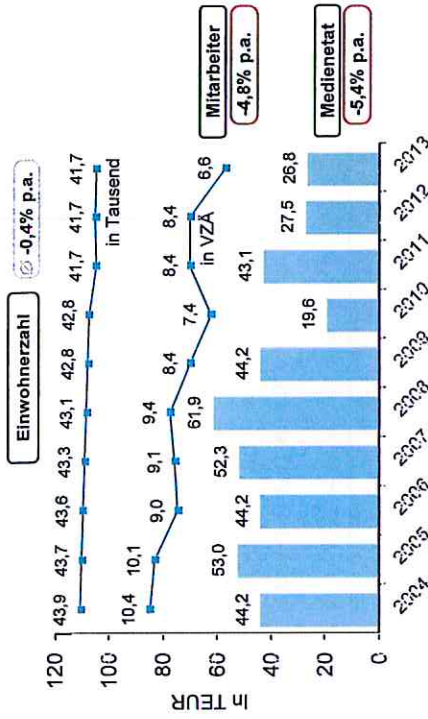 Einwohnerzahl
Ø -0,4% p.a.
43,9 43,7 43,6 43,3 43,1 42,8 42,8 41,7 41,7 41,7
in Tausend
10,4 10,1 9,0 9,1 9,4 8,4 7,4 8,4 8,4 6,6
in VZÄ
Mitarbeiter
-4,8% p.a.
44,2 53,0 44,2 52,3 61,9 44,2 19,6 43,1 27,5 26,8
Medienetat
-5,4% p.a.
In TEUR
120
100
80
60
40
20
0
2004 2005 2006 2007 2008 2009 2010 2011 2012 2013